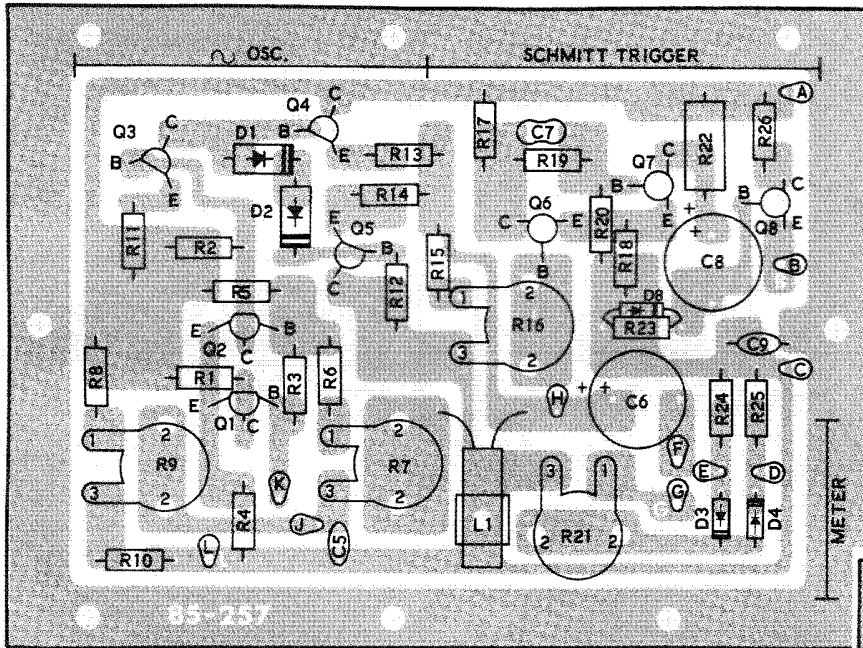 ∿ OSC. SCHMITT TRIGGER
A
Q4 C
Q3 C D1 B R17 C7 R22 R26
B E R13 R19 Q7 C
E D2 R14 B C
R11 E Q5 Q6 R20 E B Q8 E
R2 B C E R18 + +
R15 B C8 B
C R12
R5 1 2 D8
E B R16 R23
Q2 C 3 2 C9
R8 R1 R3 R6 C
E B H + + C6 R24 R25
Q1 C
1 2 1 2 F
R9 R7 3 1 E D
3 2 K 3 2 G
R4 L1 D3 D4 METER
J 2 R21 2
R10 L C5
85-257